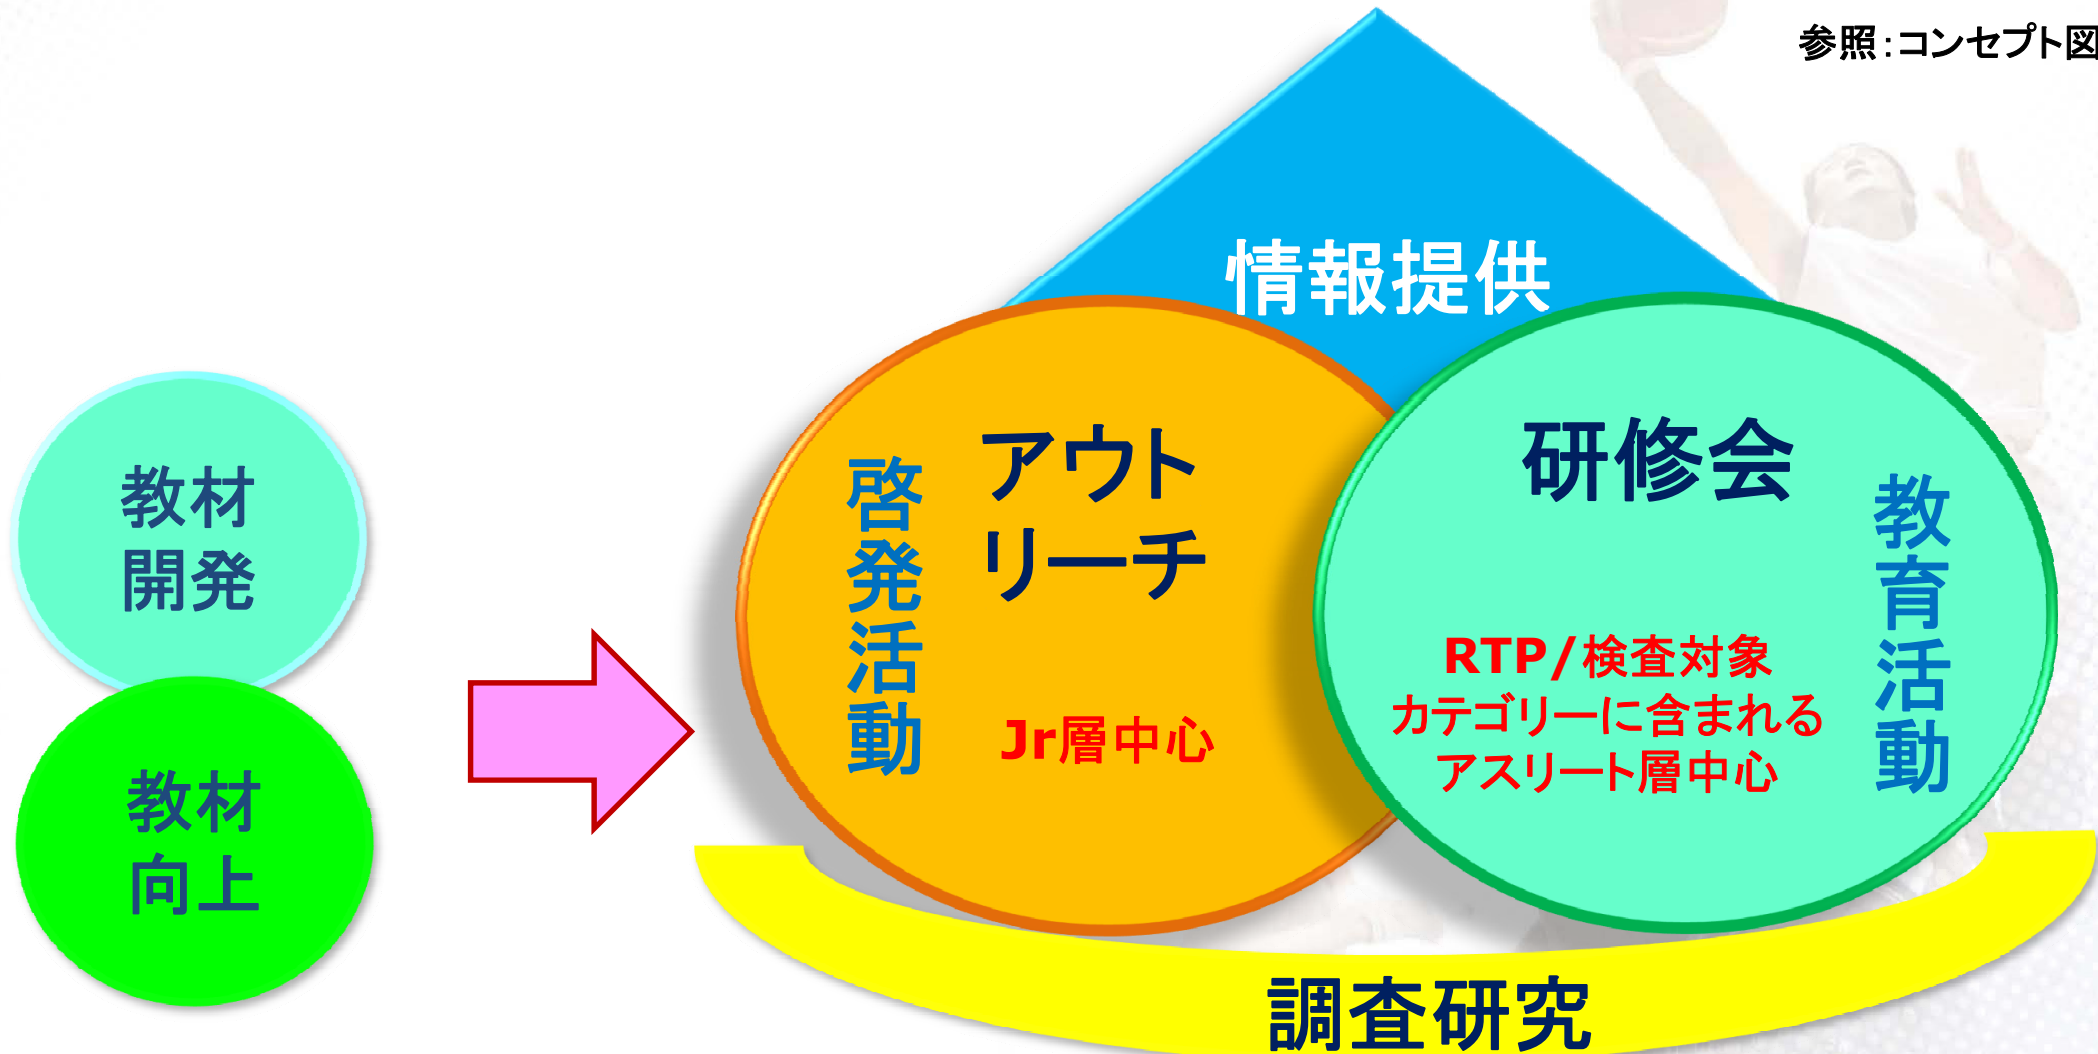 参照:コンセプト図
情報提供
教材
開発
教材
向上
啓発活動
アウト
リーチ
Jr層中心
研修会
RTP/検査対象
カテゴリーに含まれる
アスリート層中心
教育活動
調査研究